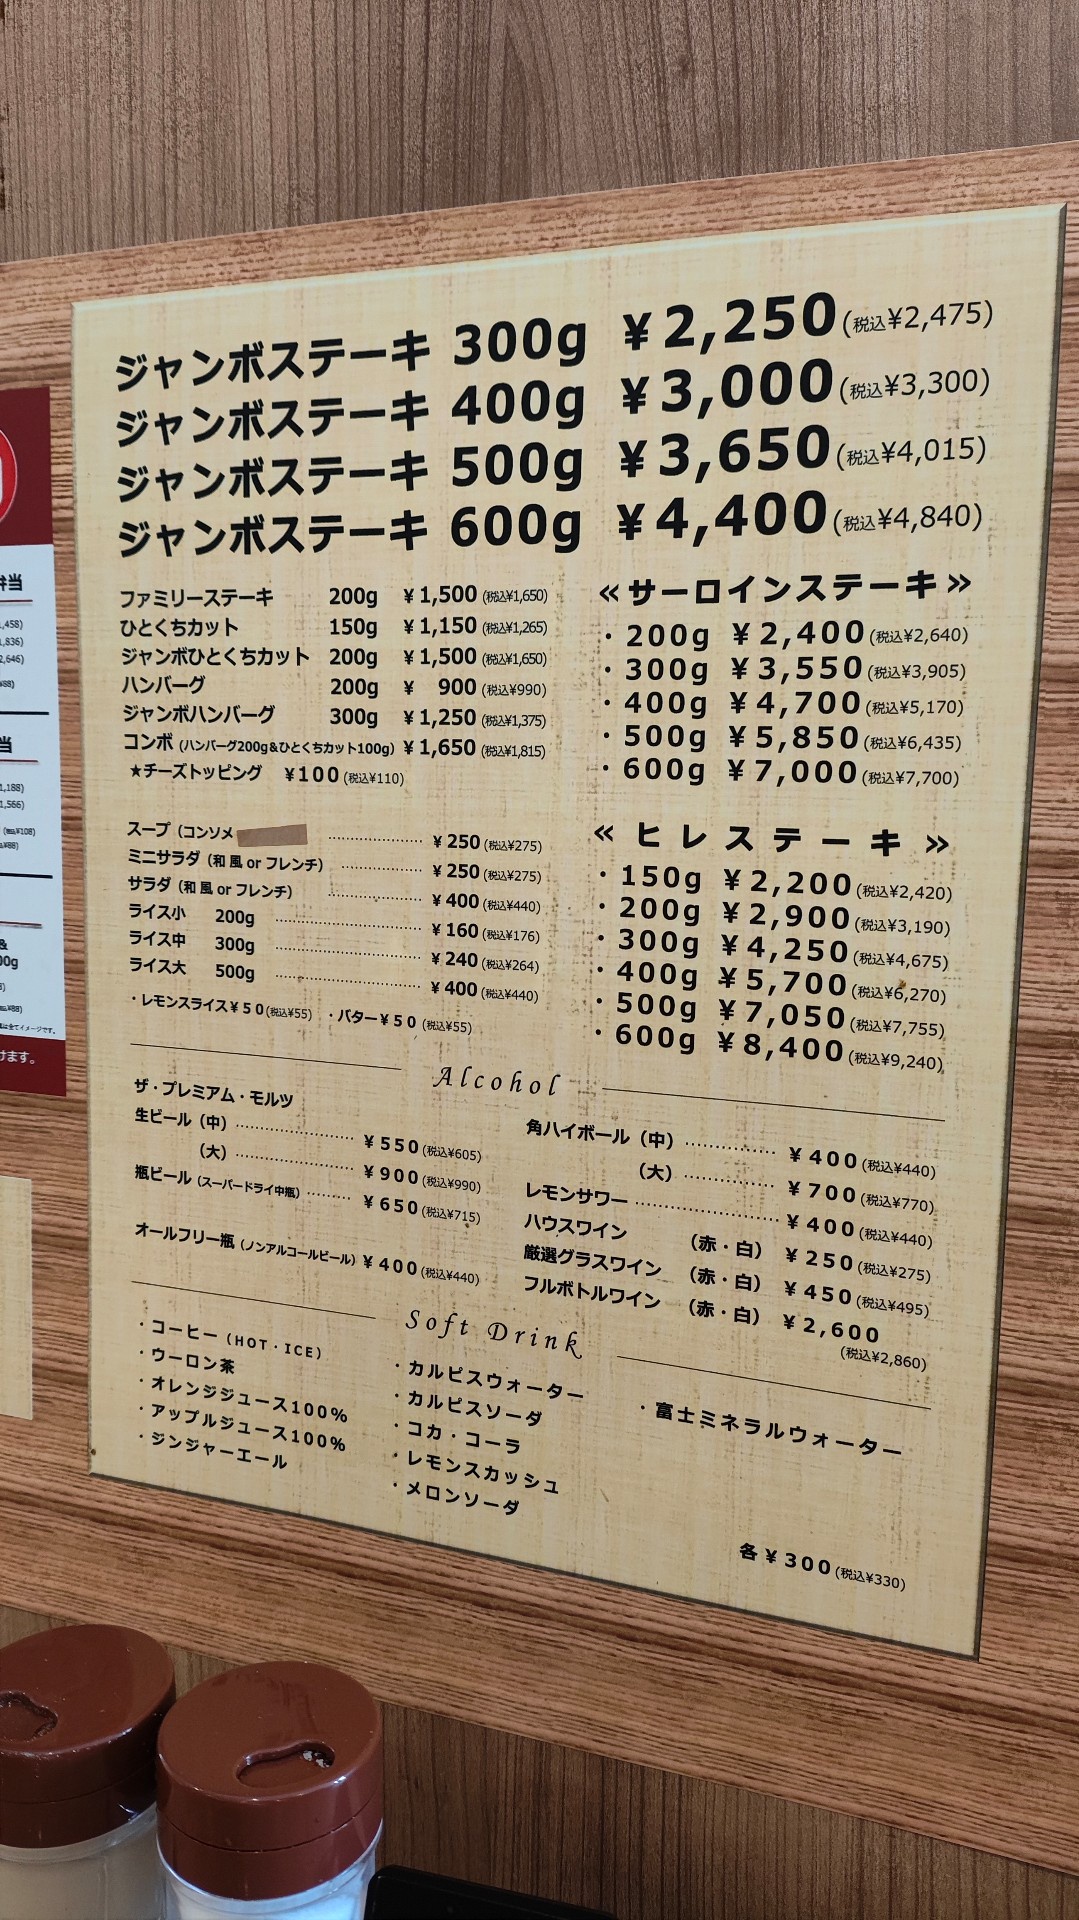 ジャンボステーキ 300g ¥2,250(税込¥2,475)
ジャンボステーキ 400g ¥3,000(税込¥3,300)
ジャンボステーキ 500g ¥3,650(税込¥4,015)
ジャンボステーキ 600g ¥4,400(税込¥4,840)
ファミリーステーキ 200g ¥1,500(税込¥1,650)
ひとくちカット 150g ¥1,150(税込¥1,265)
ジャンボひとくちカット 200g ¥1,500(税込¥1,650)
ハンバーグ 200g ¥ 900(税込¥990)
ジャンボハンバーグ 300g ¥1,250(税込¥1,375)
コンボ(ハンバーグ200g&ひとくちカット100g) ¥1,650(税込¥1,815)
★チーズトッピング ¥100(税込¥110)
«サーロインステーキ»
・200g ¥2,400(税込¥2,640)
・300g ¥3,550(税込¥3,905)
・400g ¥4,700(税込¥5,170)
・500g ¥5,850(税込¥6,435)
・600g ¥7,000(税込¥7,700)
スープ(コンソメ ¥250(税込¥275)
ミニサラダ(和風 or フレンチ) ¥250(税込¥275)
サラダ(和風 or フレンチ) ¥400(税込¥440)
ライス小 200g ¥160(税込¥176)
ライス中 300g ¥240(税込¥264)
ライス大 500g ¥400(税込¥440)
・レモンスライス¥50(税込¥55) ・バター¥50(税込¥55)
«ヒレステーキ»
・150g ¥2,200(税込¥2,420)
・200g ¥2,900(税込¥3,190)
・300g ¥4,250(税込¥4,675)
・400g ¥5,700(税込¥6,270)
・500g ¥7,050(税込¥7,755)
・600g ¥8,400(税込¥9,240)
Alcohol
ザ・プレミアム・モルツ
生ビール(中) ¥550(税込¥605)
(大) ¥900(税込¥990)
瓶ビール(スーパードライ中瓶) ¥650(税込¥715)
オールフリー瓶(ノンアルコールビール) ¥400(税込¥440)
角ハイボール(中) ¥400(税込¥440)
(大) ¥700(税込¥770)
レモンサワー ¥400(税込¥440)
ハウスワイン (赤・白) ¥250(税込¥275)
厳選グラスワイン (赤・白) ¥450(税込¥495)
フルボトルワイン (赤・白) ¥2,600
(税込¥2,860)
Soft Drink
・コーヒー(HOT・ICE)
・ウーロン茶
・オレンジジュース100%
・アップルジュース100%
・ジンジャーエール
・カルピスウォーター
・カルピスソーダ
・コカ・コーラ
・レモンスカッシュ
・メロンソーダ
・富士ミネラルウォーター
各¥300(税込¥330)
弁当
,458)
,836)
2,646)
¥88)
当
1,188)
1,566)
(税込¥108)
&
00g
けます。